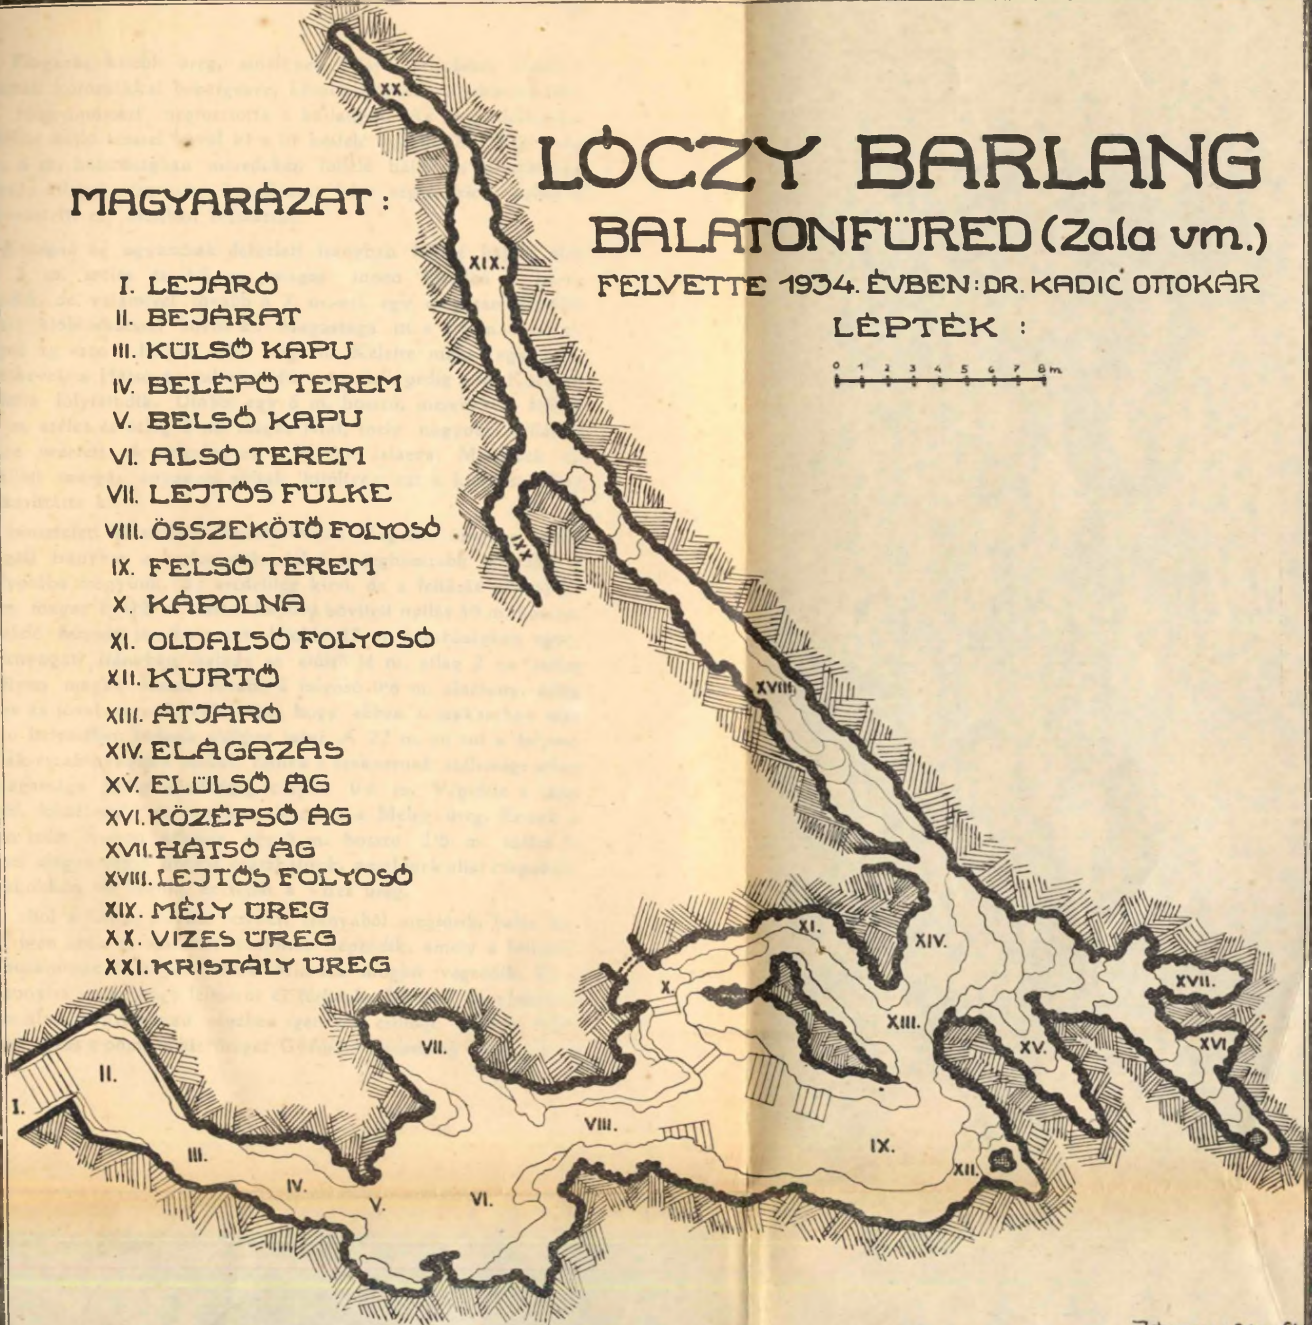 LÓCZY BARLANG
BALATONFÜRED (Zala vm.)
FELVETTE 1934. ÉVBEN: DR. KADIĆ OTTOKÁR
LÉPTÉK :
0 1 2 3 4 5 6 7 8 m
MAGYARÁZAT :
I. LEJÁRÓ
II. BEJÁRAT
III. KÜLSŐ KAPU
IV. BELÉPŐ TEREM
V. BELSŐ KAPU
VI. ALSÓ TEREM
VII. LEJTŐS FÜLKE
VIII. ÖSSZEKÖTŐ FOLYOSÓ
IX. FELSŐ TEREM
X. KÁPOLNA
XI. OLDALSÓ FOLYOSÓ
XII. KÜRTŐ
XIII. ÁTJÁRÓ
XIV. ELÁGAZÁS
XV. ELÜLSŐ ÁG
XVI. KÖZÉPSŐ ÁG
XVII. HÁTSÓ ÁG
XVIII. LEJTŐS FOLYOSÓ
XIX. MÉLY ÜREG
XX. VIZES ÜREG
XXI. KRISTÁLY ÜREG
XX.
XIX.
XXI
XVIII.
XI.
XIV.
X.
XVII.
XIII.
XV.
XVI.
VII.
II.
I.
VIII.
III.
IX.
XII.
IV.
V.
VI.